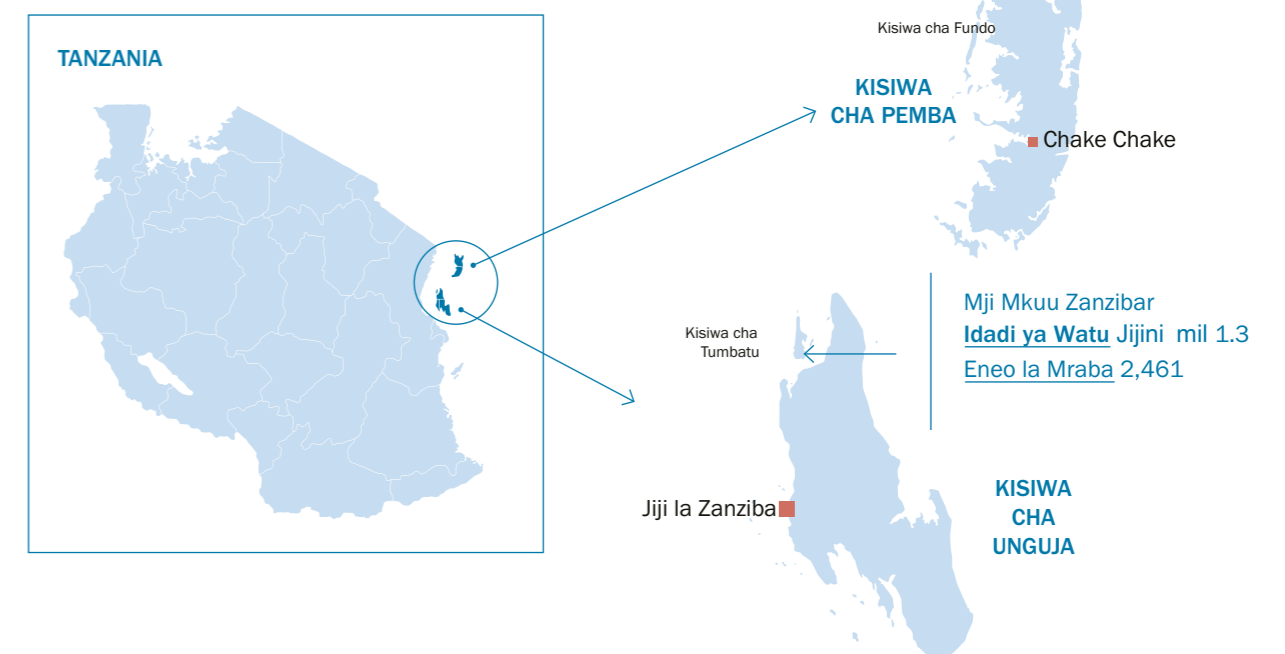 TANZANIA
Kisiwa cha Fundo
KISIWA
CHA PEMBA
Chake Chake
Mji Mkuu Zanzibar
Idadi ya Watu Jijini mil 1.3
Eneo la Mraba 2,461
Kisiwa cha
Tumbatu
Jiji la Zanziba
KISIWA
CHA
UNGUJA